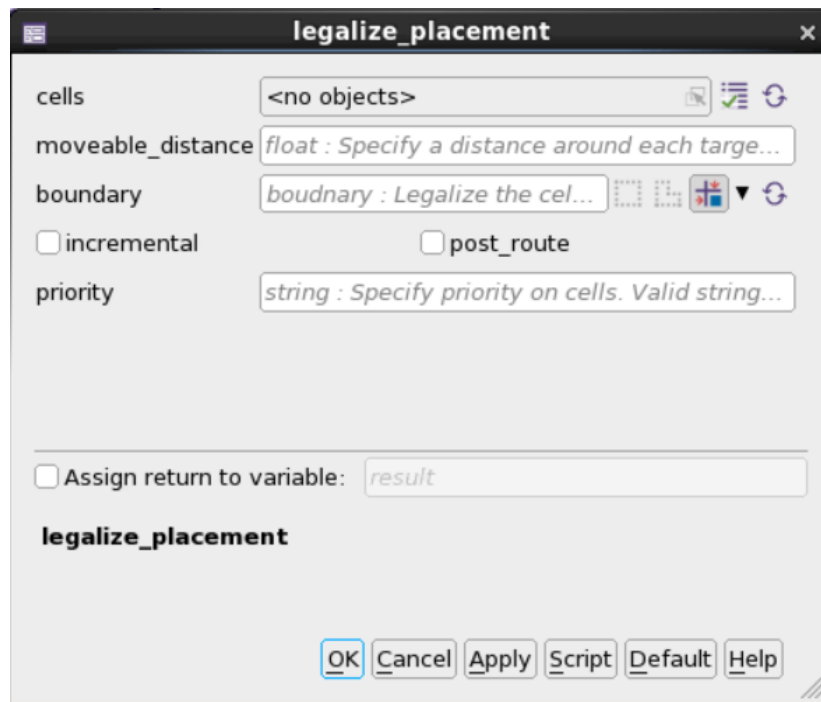 legalize_placement
cells <no objects>
moveable_distance float : Specify a distance around each targe...
boundary boudnary : Legalize the cel...
incremental post_route
priority string : Specify priority on cells. Valid string...
Assign return to variable: result
legalize_placement
OK Cancel Apply Script Default Help